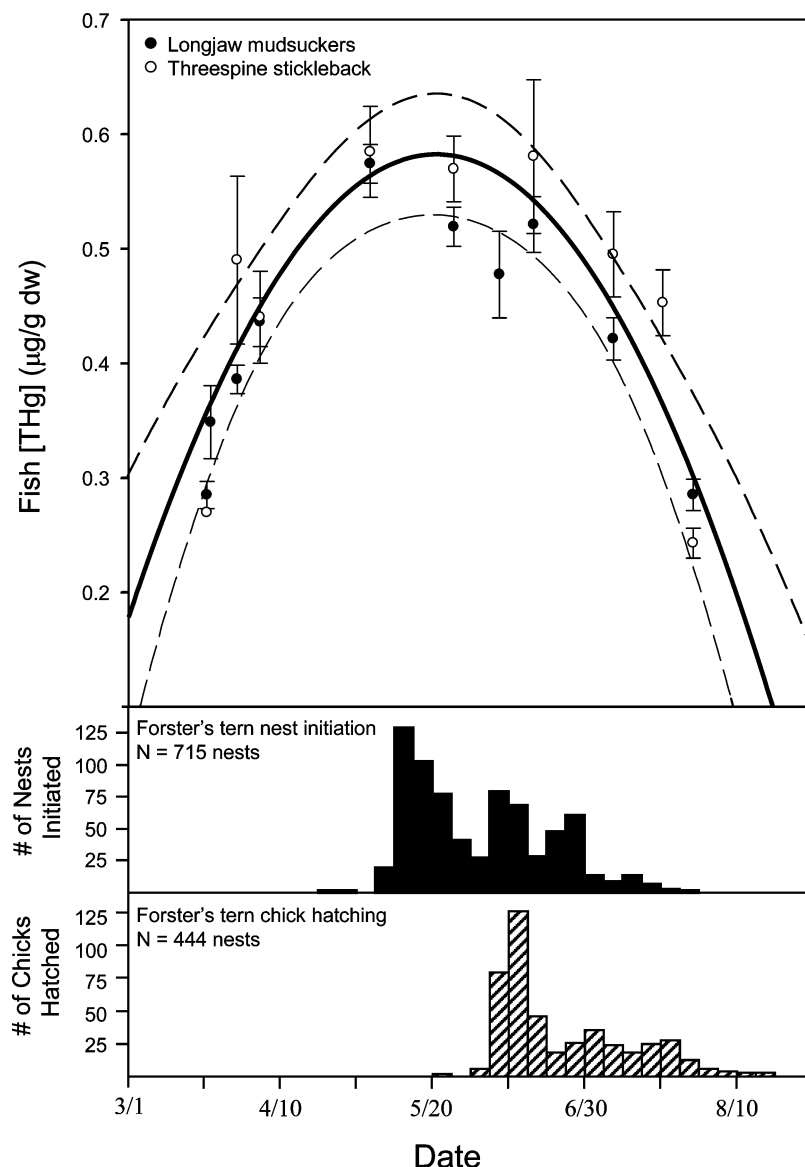 0.7
Longjaw mudsuckers
Threespine stickleback
0.6
0.5
0.4
0.3
0.2
Fish [THg] (μg/g dw)
Forster's tern nest initiation
N = 715 nests
125
100
75
50
25
# of Nests
Initiated
Forster's tern chick hatching
N = 444 nests
125
100
75
50
25
# of Chicks
Hatched
3/1
4/10
5/20
6/30
8/10
Date